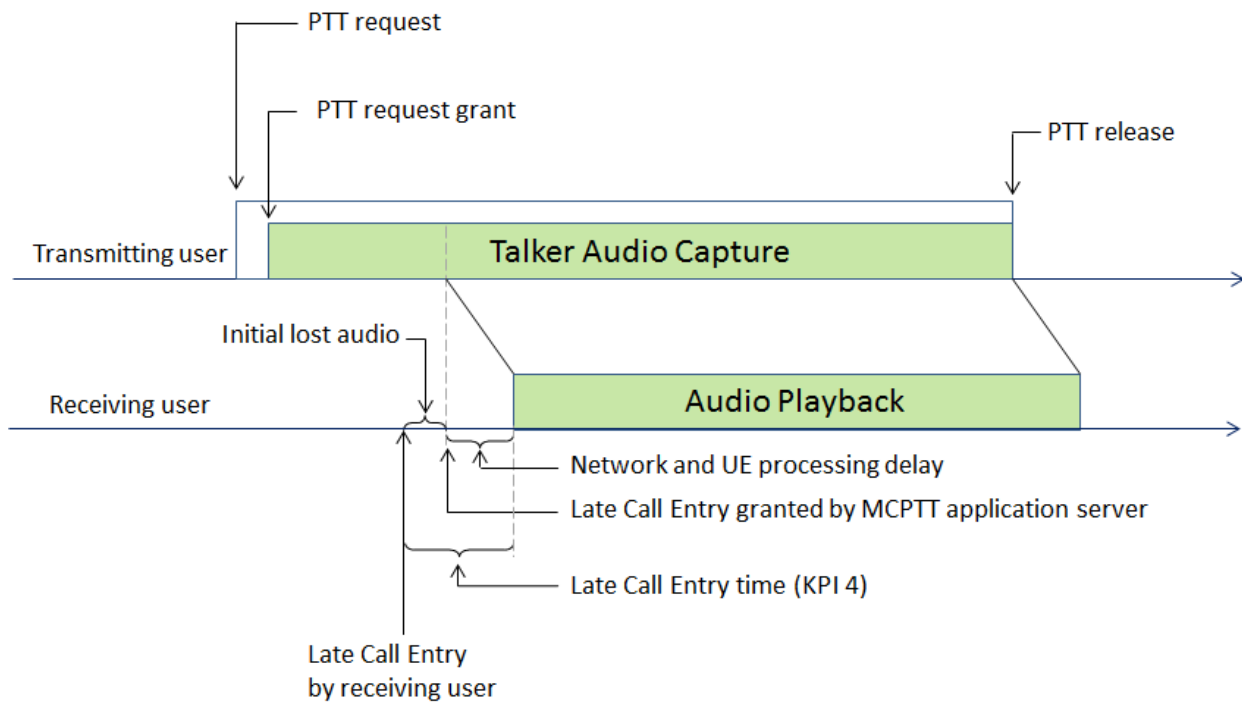 PTT request
PTT request grant
PTT release
Transmitting user
Talker Audio Capture
Initial lost audio
Receiving user
Audio Playback
Network and UE processing delay
Late Call Entry granted by MCPTT application server
Late Call Entry time (KPI 4)
Late Call Entry
by receiving user